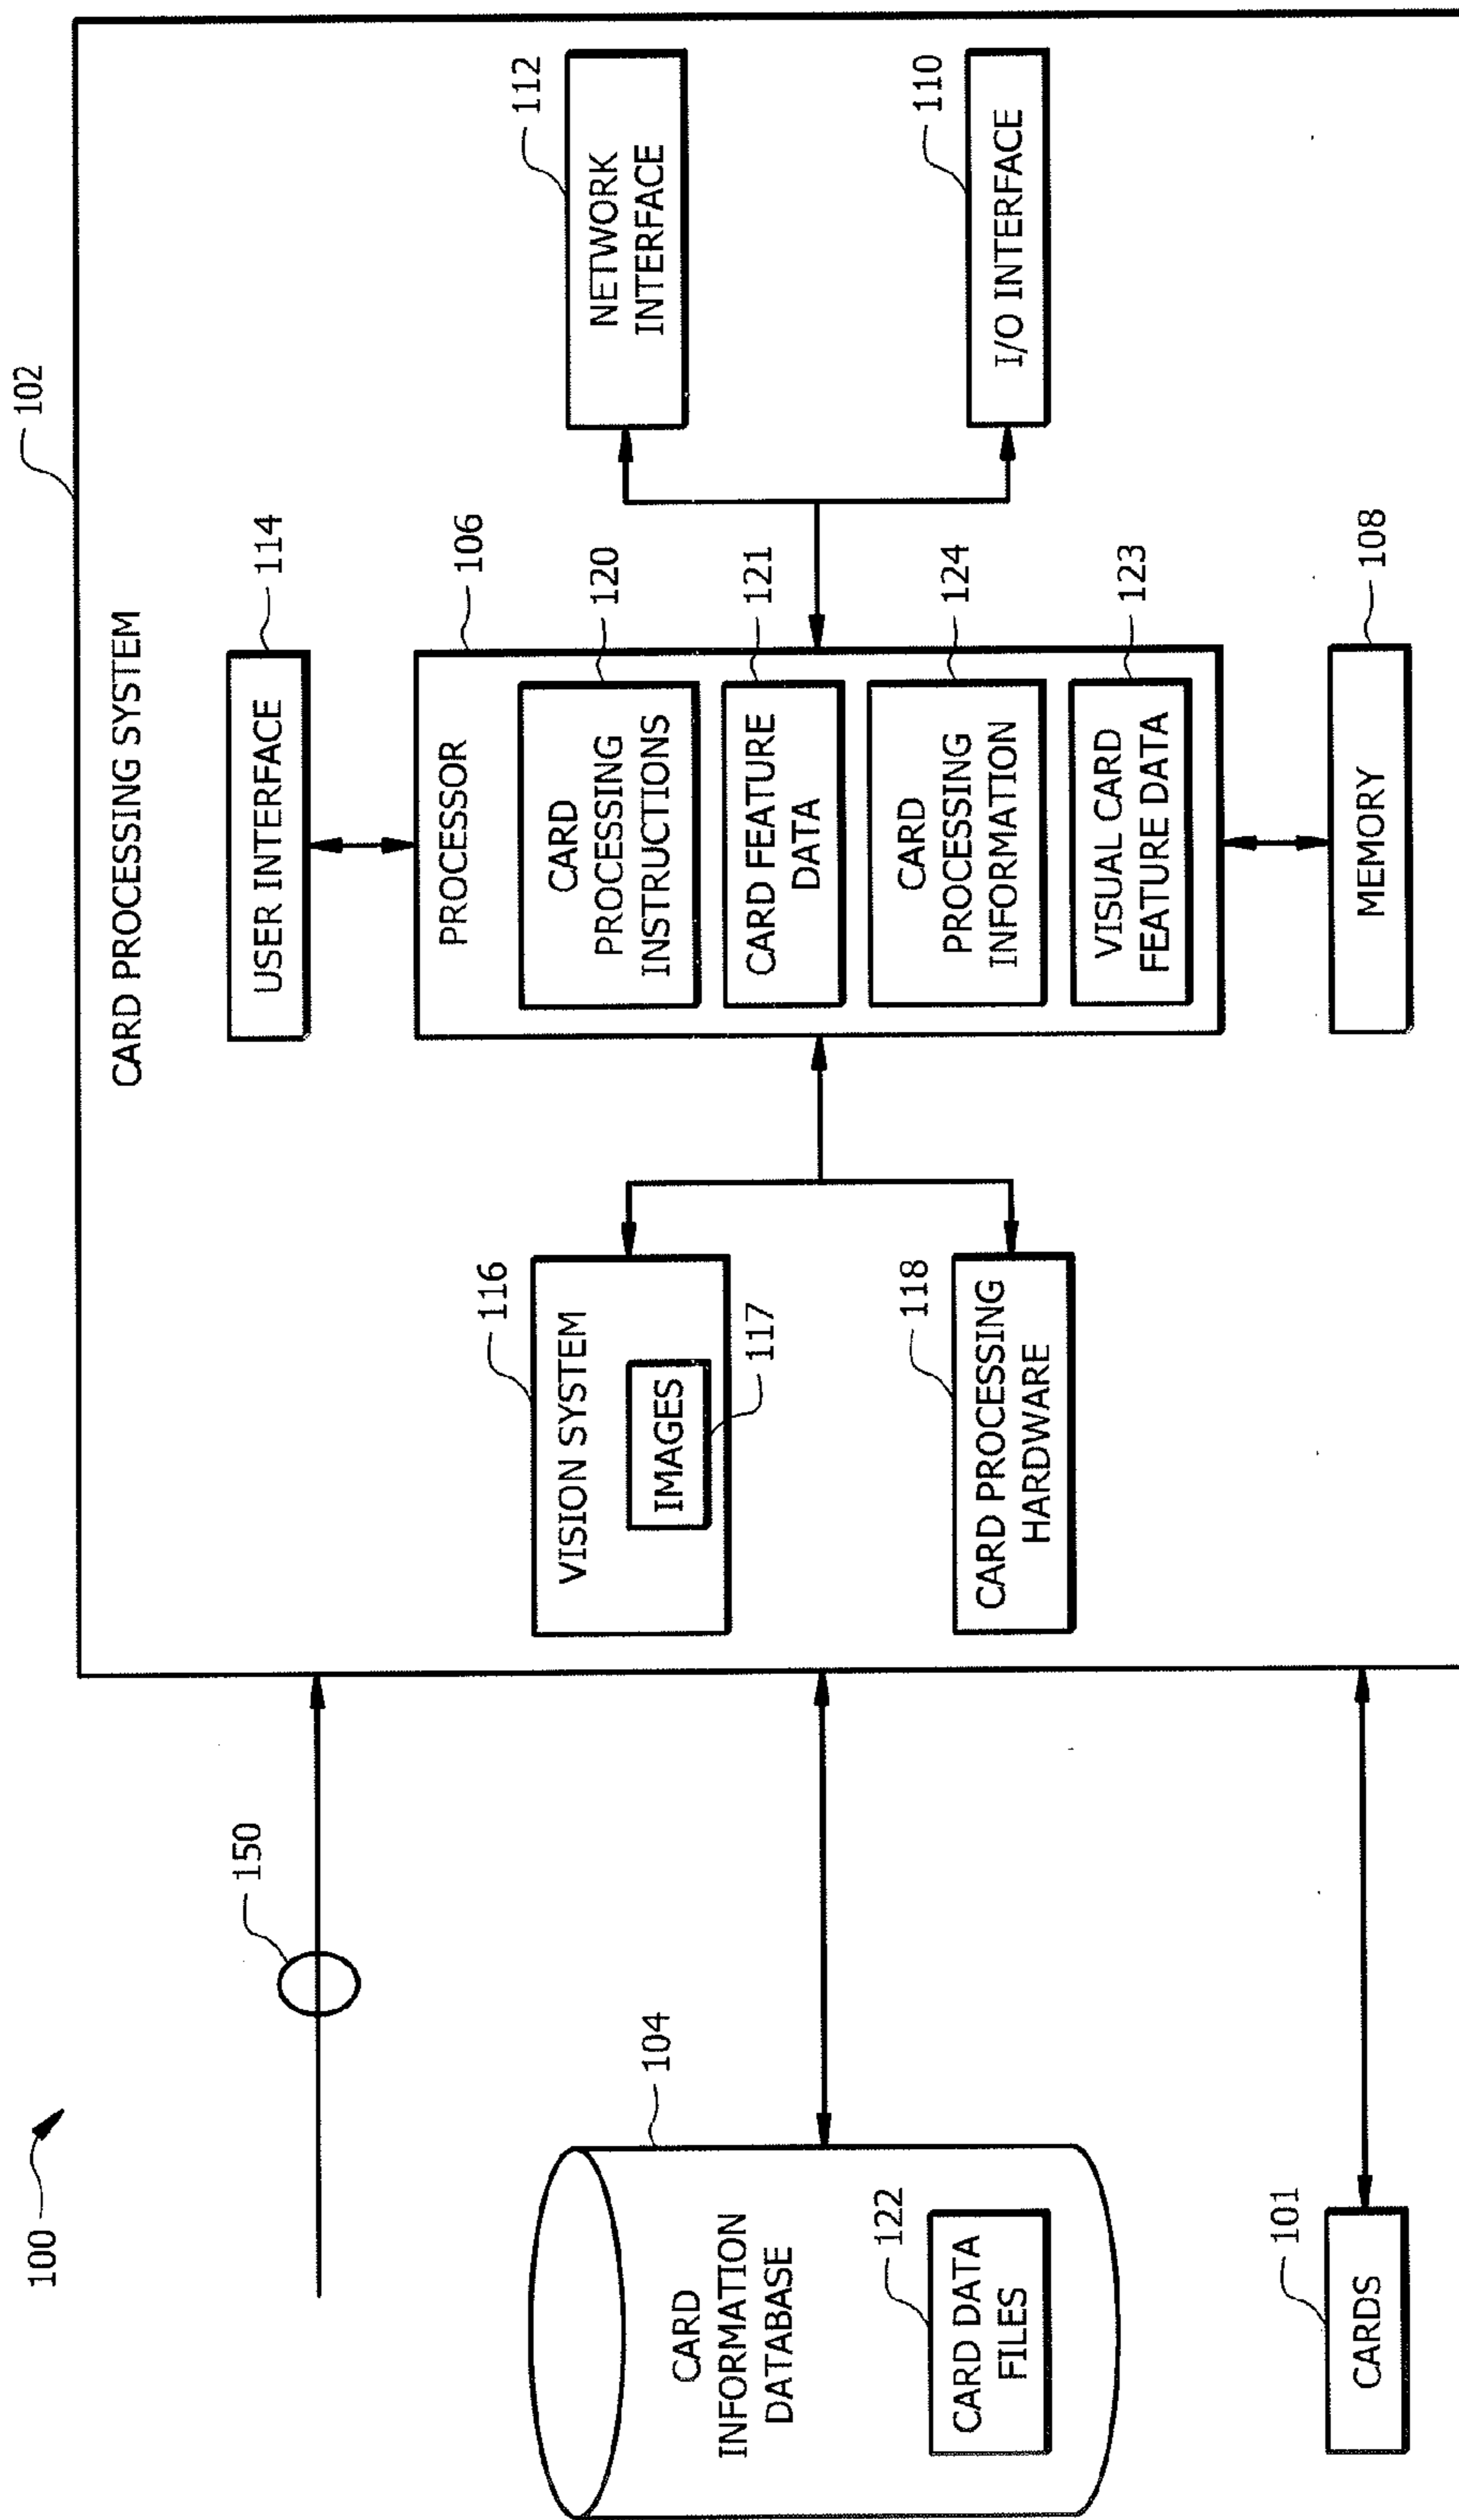 100
102
CARD PROCESSING SYSTEM
150
114
USER INTERFACE
104
CARD
INFORMATION
DATABASE
122
CARD DATA
FILES
116
VISION SYSTEM
IMAGES
117
118
CARD PROCESSING
HARDWARE
106
PROCESSOR
120
CARD
PROCESSING
INSTRUCTIONS
121
CARD FEATURE
DATA
124
CARD
PROCESSING
INFORMATION
123
VISUAL CARD
FEATURE DATA
112
NETWORK
INTERFACE
110
I/O INTERFACE
101
CARDS
108
MEMORY